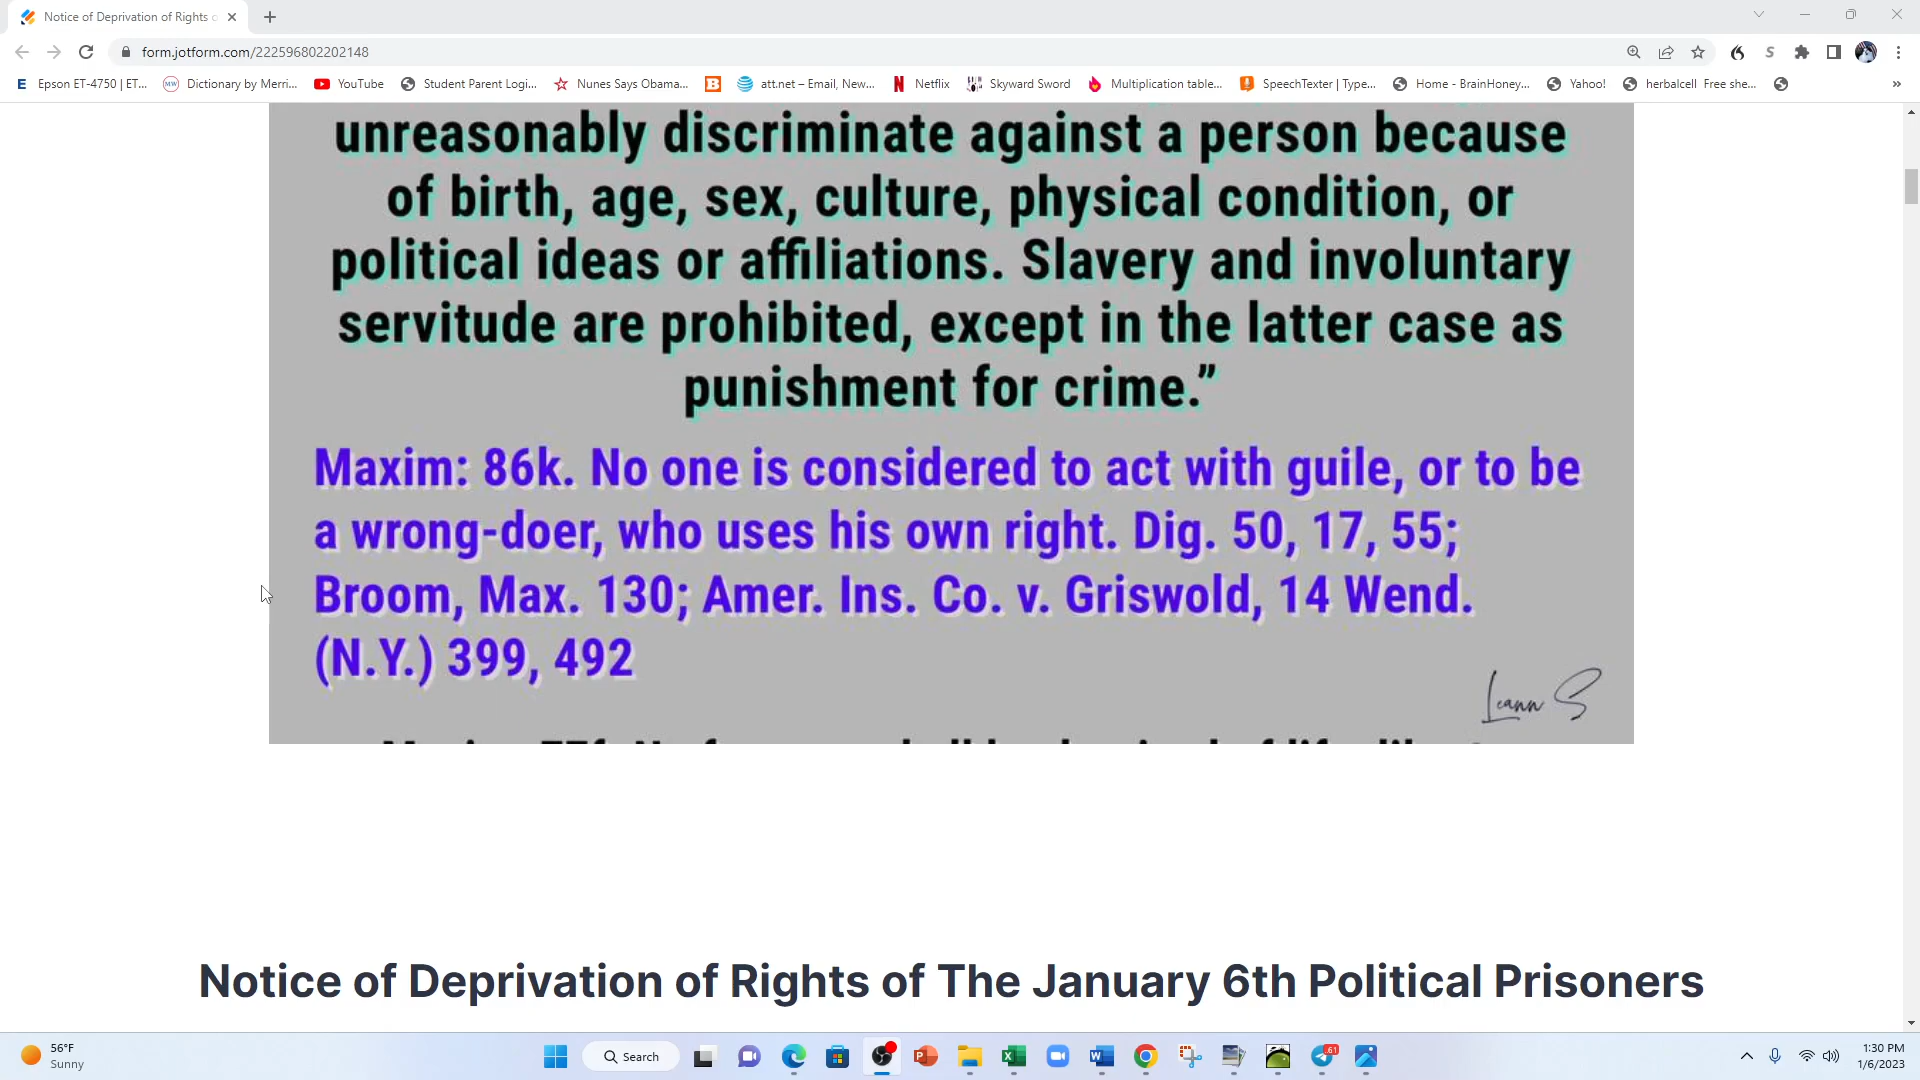 Notice of Deprivation of Rights o
form.jotform.com/222596802202148
Epson ET-4750 | ET...
Dictionary by Merri...
YouTube
Student Parent Logi...
Nunes Says Obama...
att.net – Email, New...
Netflix
Skyward Sword
Multiplication table...
SpeechTexter | Type...
Home - BrainHoney...
Yahoo!
herbalcell Free she...
unreasonably discriminate against a person because
of birth, age, sex, culture, physical condition, or
political ideas or affiliations. Slavery and involuntary
servitude are prohibited, except in the latter case as
punishment for crime.”
Maxim: 86k. No one is considered to act with guile, or to be
a wrong-doer, who uses his own right. Dig. 50, 17, 55;
Broom, Max. 130; Amer. Ins. Co. v. Griswold, 14 Wend.
(N.Y.) 399, 492
Leann S
Notice of Deprivation of Rights of The January 6th Political Prisoners
56°F
Sunny
Search
61
1:30 PM
1/6/2023